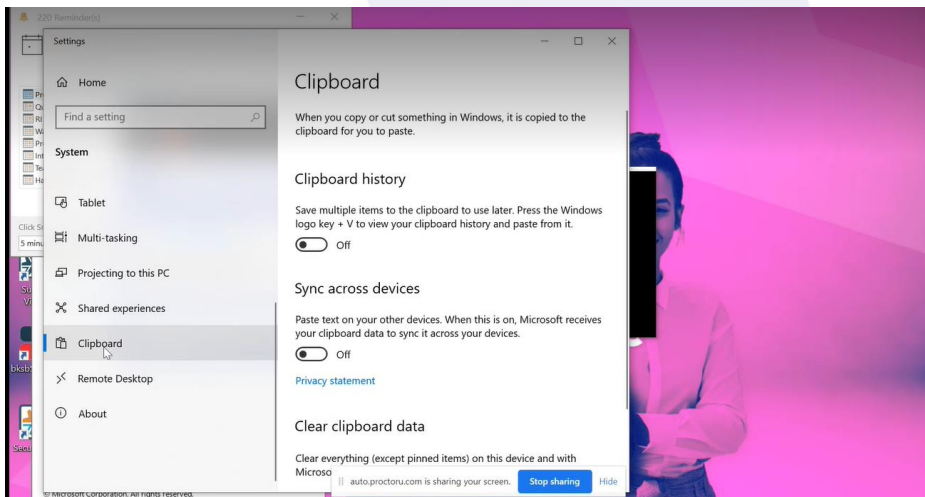 220 Reminder(s)
Settings
Home
Find a setting
System
Tablet
Multi-tasking
Projecting to this PC
Shared experiences
Clipboard
Remote Desktop
About
Clipboard
When you copy or cut something in Windows, it is copied to the
clipboard for you to paste.
Clipboard history
Save multiple items to the clipboard to use later. Press the Windows
logo key + V to view your clipboard history and paste from it.
Off
Sync across devices
Paste text on your other devices. When this is on, Microsoft receives
your clipboard data to sync it across your devices.
Off
Privacy statement
Clear clipboard data
Clear everything (except pinned items) on this device and with
Microso
auto.proctoru.com is sharing your screen.
Stop sharing
Hide
Click S
5 minu
bksb
Secu
© Microsoft Corporation. All rights reserved.